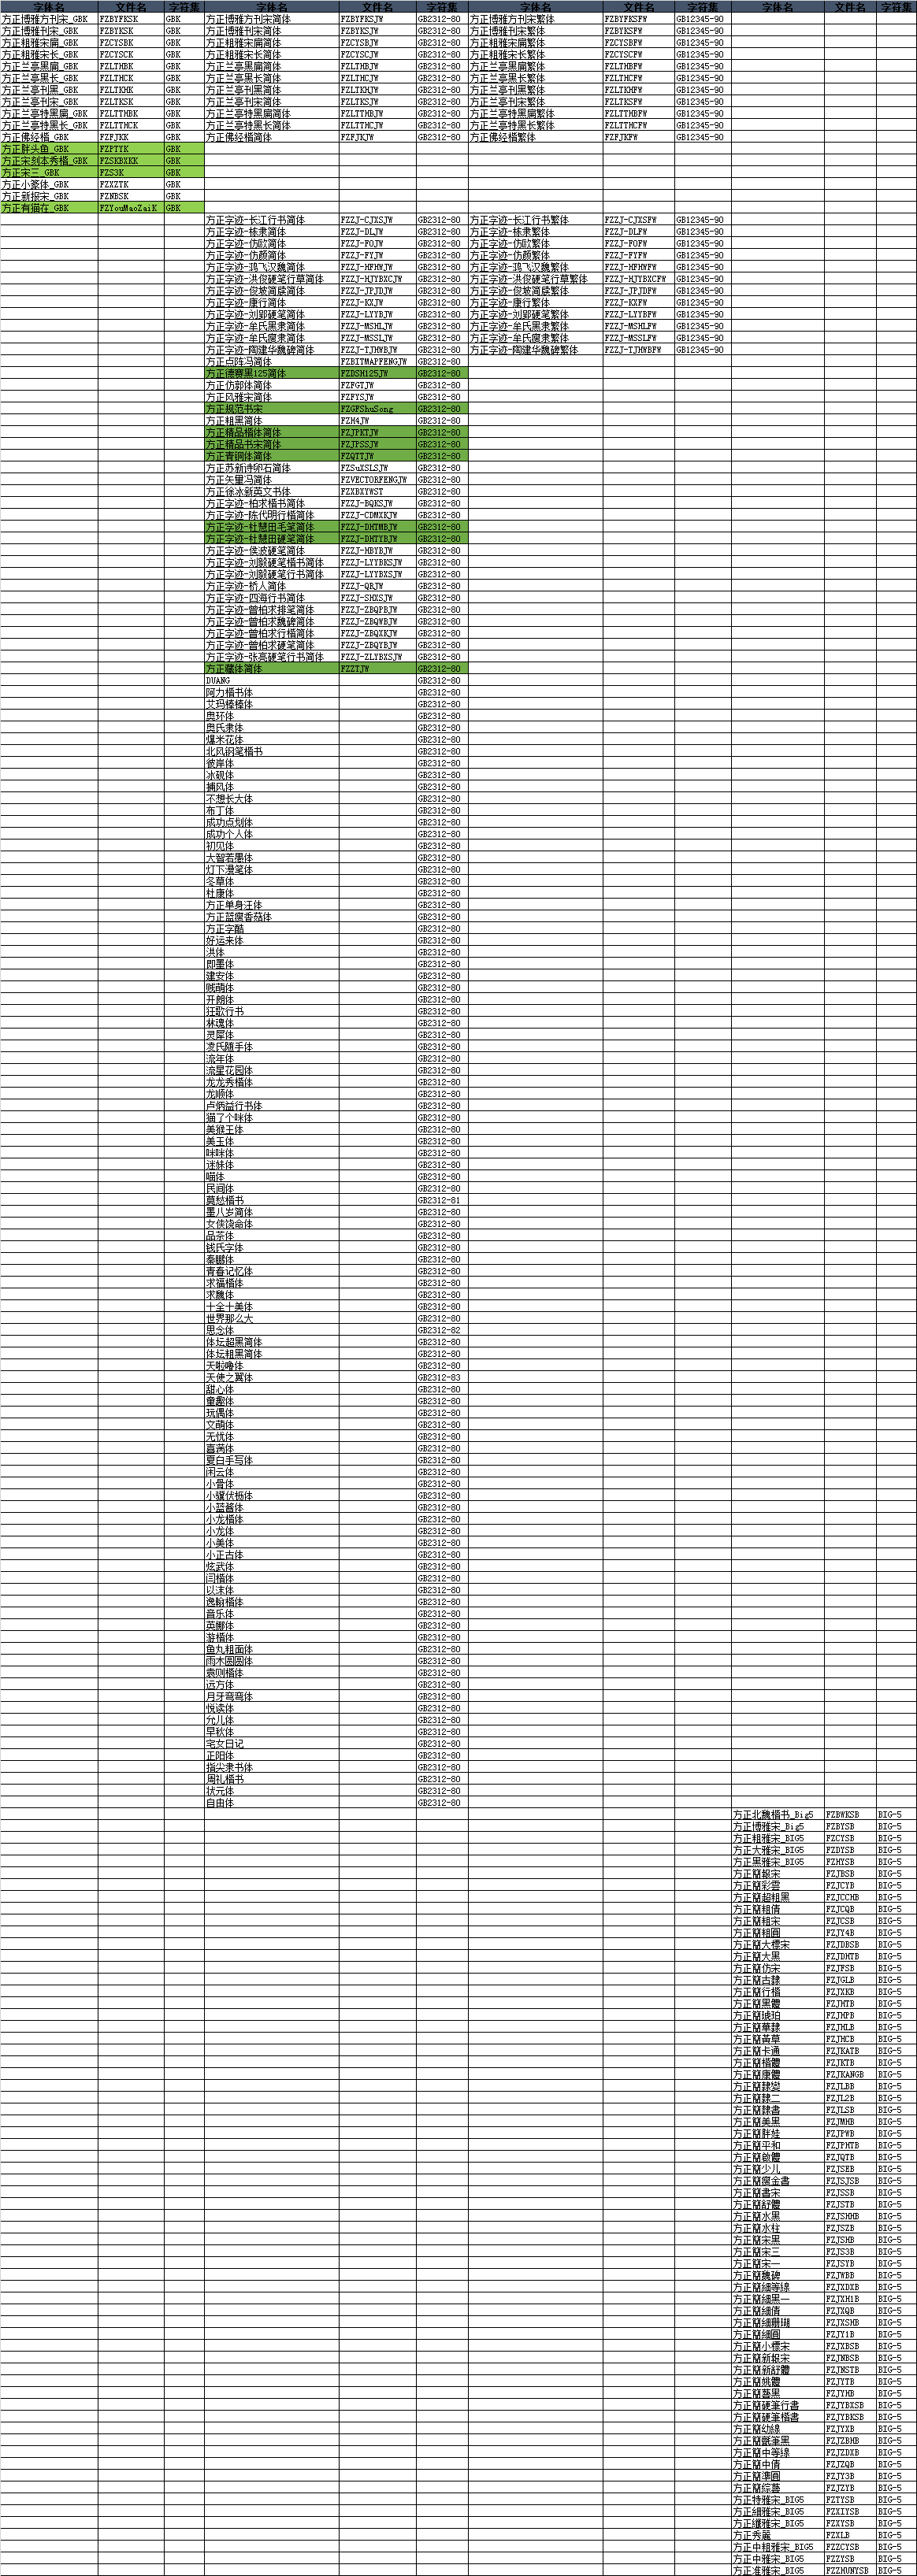 字体名 文件名 字符集 字体名 文件名 字符集 字体名 文件名 字符集 字体名 文件名 字符集
方正博雅方刊宋_GBK FZBYFKSK GBK 方正博雅方刊宋简体 FZBYFKSJW GB2312-80 方正博雅方刊宋繁体 FZBYFKSFW GB12345-90
方正博雅刊宋_GBK FZBYKSK GBK 方正博雅刊宋简体 FZBYKSJW GB2312-80 方正博雅刊宋繁体 FZBYKSFW GB12345-90
方正粗雅宋扁_GBK FZCYSBK GBK 方正粗雅宋扁简体 FZCYSBJW GB2312-80 方正粗雅宋扁繁体 FZCYSBFW GB12345-90
方正粗雅宋长_GBK FZCYSCK GBK 方正粗雅宋长简体 FZCYSCJW GB2312-80 方正粗雅宋长繁体 FZCYSCFW GB12345-90
方正兰亭黑扁_GBK FZLTHBK GBK 方正兰亭黑扁简体 FZLTHBJW GB2312-80 方正兰亭黑扁繁体 FZLTHBFW GB12345-90
方正兰亭黑长_GBK FZLTHCK GBK 方正兰亭黑长简体 FZLTHCJW GB2312-80 方正兰亭黑长繁体 FZLTHCFW GB12345-90
方正兰亭刊黑_GBK FZLTKHK GBK 方正兰亭刊黑简体 FZLTKHJW GB2312-80 方正兰亭刊黑繁体 FZLTKHFW GB12345-90
方正兰亭刊宋_GBK FZLTKSK GBK 方正兰亭刊宋简体 FZLTKSJW GB2312-80 方正兰亭刊宋繁体 FZLTKSFW GB12345-90
方正兰亭特黑扁_GBK FZLTTHBK GBK 方正兰亭特黑扁简体 FZLTTHBJW GB2312-80 方正兰亭特黑扁繁体 FZLTTHBFW GB12345-90
方正兰亭特黑长_GBK FZLTTHCK GBK 方正兰亭特黑长简体 FZLTTHCJW GB2312-80 方正兰亭特黑长繁体 FZLTTHCFW GB12345-90
方正佛经楷_GBK FZFJKK GBK 方正佛经楷简体 FZFJKJW GB2312-80 方正佛经楷繁体 FZFJKFW GB12345-90
方正胖头鱼_GBK FZPTYK GBK
方正宋刻本秀楷_GBK FZSKBXKK GBK
方正宋三_GBK FZS3K GBK
方正小篆体_GBK FZXZTK GBK
方正新报宋_GBK FZNBSK GBK
方正有猫在_GBK FZYouMaoZaiK GBK
方正字迹-长江行书简体 FZZJ-CJXSJW GB2312-80 方正字迹-长江行书繁体 FZZJ-CJXSFW GB12345-90
方正字迹-栋隶简体 FZZJ-DLJW GB2312-80 方正字迹-栋隶繁体 FZZJ-DLFW GB12345-90
方正字迹-仿欧简体 FZZJ-FOJW GB2312-80 方正字迹-仿欧繁体 FZZJ-FOFW GB12345-90
方正字迹-仿颜简体 FZZJ-FYJW GB2312-80 方正字迹-仿颜繁体 FZZJ-FYFW GB12345-90
方正字迹-鸿飞汉魏简体 FZZJ-HFHWJW GB2312-80 方正字迹-鸿飞汉魏繁体 FZZJ-HFHWFW GB12345-90
方正字迹-洪俊硬笔行草简体 FZZJ-HJYBXCJW GB2312-80 方正字迹-洪俊硬笔行草繁体 FZZJ-HJYBXCFW GB12345-90
方正字迹-俊坡简牍简体 FZZJ-JPJDJW GB2312-80 方正字迹-俊坡简牍繁体 FZZJ-JPJDFW GB12345-90
方正字迹-康行简体 FZZJ-KXJW GB2312-80 方正字迹-康行繁体 FZZJ-KXFW GB12345-90
方正字迹-刘郢硬笔简体 FZZJ-LYYBJW GB2312-80 方正字迹-刘郢硬笔繁体 FZZJ-LYYBFW GB12345-90
方正字迹-牟氏黑隶简体 FZZJ-MSHLJW GB2312-80 方正字迹-牟氏黑隶繁体 FZZJ-MSHLFW GB12345-90
方正字迹-牟氏瘦隶简体 FZZJ-MSSLJW GB2312-80 方正字迹-牟氏瘦隶繁体 FZZJ-MSSLFW GB12345-90
方正字迹-陶建华魏碑简体 FZZJ-TJHWBJW GB2312-80 方正字迹-陶建华魏碑繁体 FZZJ-TJHWBFW GB12345-90
方正点阵冯简体 FZBITMAPFENGJW GB2312-80
方正德赛黑125简体 FZDSH125JW GB2312-80
方正仿郭体简体 FZFGTJW GB2312-80
方正风雅宋简体 FZFYSJW GB2312-80
方正规范书宋 FZGFShuSong GB2312-80
方正粗黑简体 FZH4JW GB2312-80
方正精品楷体简体 FZJPKTJW GB2312-80
方正精品书宋简体 FZJPSSJW GB2312-80
方正青铜体简体 FZQTTJW GB2312-80
方正苏新诗卵石简体 FZSuXSLSJW GB2312-80
方正矢量冯简体 FZVECTORFENGJW GB2312-80
方正徐冰新英文书体 FZXBXYWST GB2312-80
方正字迹-柏求楷书简体 FZZJ-BQKSJW GB2312-80
方正字迹-陈代明行楷简体 FZZJ-CDMXKJW GB2312-80
方正字迹-杜慧田毛笔简体 FZZJ-DHTMBJW GB2312-80
方正字迹-杜慧田硬笔简体 FZZJ-DHTYBJW GB2312-80
方正字迹-侯波硬笔简体 FZZJ-HBYBJW GB2312-80
方正字迹-刘毅硬笔楷书简体 FZZJ-LYYBKSJW GB2312-80
方正字迹-刘毅硬笔行书简体 FZZJ-LYYBXSJW GB2312-80
方正字迹-桥人简体 FZZJ-QRJW GB2312-80
方正字迹-四海行书简体 FZZJ-SHXSJW GB2312-80
方正字迹-曾柏求排笔简体 FZZJ-ZBQPBJW GB2312-80
方正字迹-曾柏求魏碑简体 FZZJ-ZBQWBJW GB2312-80
方正字迹-曾柏求行楷简体 FZZJ-ZBQXKJW GB2312-80
方正字迹-曾柏求硬笔简体 FZZJ-ZBQYBJW GB2312-80
方正字迹-张亮硬笔行书简体 FZZJ-ZLYBXSJW GB2312-80
方正藏体简体 FZZTJW GB2312-80
DUANG GB2312-80
阿力楷书体 GB2312-80
艾玛棒棒体 GB2312-80
奥环体 GB2312-80
奥氏隶体 GB2312-80
爆米花体 GB2312-80
北风钢笔楷书 GB2312-80
彼岸体 GB2312-80
冰砚体 GB2312-80
捕风体 GB2312-80
不想长大体 GB2312-80
布丁体 GB2312-80
成功点划体 GB2312-80
成功个人体 GB2312-80
初见体 GB2312-80
大智若愚体 GB2312-80
灯下漫笔体 GB2312-80
冬草体 GB2312-80
杜康体 GB2312-80
方正单身汪体 GB2312-80
方正蓝瘦香菇体 GB2312-80
方正字酷 GB2312-80
好运来体 GB2312-80
洪体 GB2312-80
即墨体 GB2312-80
建安体 GB2312-80
贱萌体 GB2312-80
开朗体 GB2312-80
狂歌行书 GB2312-80
林魂体 GB2312-80
灵犀体 GB2312-80
凌氏随手体 GB2312-80
流年体 GB2312-80
流星花园体 GB2312-80
龙龙秀楷体 GB2312-80
龙顺体 GB2312-80
卢炳益行书体 GB2312-80
猫了个咪体 GB2312-80
美猴王体 GB2312-80
美玉体 GB2312-80
咪咪体 GB2312-80
迷妹体 GB2312-80
喵体 GB2312-80
民间体 GB2312-80
莫愁楷书 GB2312-81
墨八岁简体 GB2312-80
女侠饶命体 GB2312-80
品茶体 GB2312-80
钱氏字体 GB2312-80
秦鹏体 GB2312-80
青春记忆体 GB2312-80
求福楷体 GB2312-80
求魏体 GB2312-80
十全十美体 GB2312-80
世界那么大 GB2312-80
思念体 GB2312-82
体坛超黑简体 GB2312-80
体坛粗黑简体 GB2312-80
天啦噜体 GB2312-80
天使之翼体 GB2312-83
甜心体 GB2312-80
童趣体 GB2312-80
玩偶体 GB2312-80
文萌体 GB2312-80
无忧体 GB2312-80
喜满体 GB2312-80
夏白手写体 GB2312-80
闲云体 GB2312-80
小骨体 GB2312-80
小骥伏枥体 GB2312-80
小蓝酱体 GB2312-80
小龙楷体 GB2312-80
小龙体 GB2312-80
小美体 GB2312-80
小正古体 GB2312-80
炫武体 GB2312-80
闫楷体 GB2312-80
以沫体 GB2312-80
逸翰楷体 GB2312-80
音乐体 GB2312-80
英娜体 GB2312-80
游楷体 GB2312-80
鱼丸粗面体 GB2312-80
雨木圆圆体 GB2312-80
袁则楷体 GB2312-80
远方体 GB2312-80
月牙弯弯体 GB2312-80
悦读体 GB2312-80
允儿体 GB2312-80
早秋体 GB2312-80
宅女日记 GB2312-80
正阳体 GB2312-80
指尖隶书体 GB2312-80
周礼楷书 GB2312-80
状元体 GB2312-80
自由体 GB2312-80
方正北魏楷书_Big5 FZBWKSB BIG-5
方正博雅宋_Big5 FZBYSB BIG-5
方正粗雅宋_BIG5 FZCYSB BIG-5
方正大雅宋_BIG5 FZDYSB BIG-5
方正黑雅宋_BIG5 FZHYSB BIG-5
方正簡報宋 FZJBSB BIG-5
方正簡彩雲 FZJCYB BIG-5
方正簡超粗黑 FZJCCHB BIG-5
方正簡粗倩 FZJCQB BIG-5
方正簡粗宋 FZJCSB BIG-5
方正簡粗圓 FZJY4B BIG-5
方正簡大標宋 FZJDBSB BIG-5
方正簡大黑 FZJDHTB BIG-5
方正簡仿宋 FZJFSB BIG-5
方正簡古隸 FZJGLB BIG-5
方正簡行楷 FZJXKB BIG-5
方正簡黑體 FZJHTB BIG-5
方正簡琥珀 FZJHPB BIG-5
方正簡華隸 FZJHLB BIG-5
方正簡黃草 FZJHCB BIG-5
方正簡卡通 FZJKATB BIG-5
方正簡楷體 FZJKTB BIG-5
方正簡康體 FZJKANGB BIG-5
方正簡隸變 FZJLBB BIG-5
方正簡隸二 FZJL2B BIG-5
方正簡隸書 FZJLSB BIG-5
方正簡美黑 FZJMHB BIG-5
方正簡胖娃 FZJPWB BIG-5
方正簡平和 FZJPHTB BIG-5
方正簡啟體 FZJQTB BIG-5
方正簡少儿 FZJSEB BIG-5
方正簡瘦金書 FZJSJSB BIG-5
方正簡書宋 FZJSSB BIG-5
方正簡舒體 FZJSTB BIG-5
方正簡水黑 FZJSHHB BIG-5
方正簡水柱 FZJSZB BIG-5
方正簡宋黑 FZJSHB BIG-5
方正簡宋三 FZJS3B BIG-5
方正簡宋一 FZJSYB BIG-5
方正簡魏碑 FZJWBB BIG-5
方正簡細等線 FZJXDXB BIG-5
方正簡細黑一 FZJXH1B BIG-5
方正簡細倩 FZJXQB BIG-5
方正簡細珊瑚 FZJXSHB BIG-5
方正簡細圓 FZJY1B BIG-5
方正簡小標宋 FZJXBSB BIG-5
方正簡新報宋 FZJNBSB BIG-5
方正簡新舒體 FZJNSTB BIG-5
方正簡姚體 FZJYTB BIG-5
方正簡藝黑 FZJYHB BIG-5
方正簡硬筆行書 FZJYBXSB BIG-5
方正簡硬筆楷書 FZJYBKSB BIG-5
方正簡幼線 FZJYXB BIG-5
方正簡氈筆黑 FZJZBHB BIG-5
方正簡中等線 FZJZDXB BIG-5
方正簡中倩 FZJZQB BIG-5
方正簡準圓 FZJY3B BIG-5
方正簡綜藝 FZJZYB BIG-5
方正特雅宋_BIG5 FZTYSB BIG-5
方正細雅宋_BIG5 FZXIYSB BIG-5
方正纖雅宋_BIG5 FZXYSB BIG-5
方正秀麗 FZXLB BIG-5
方正中粗雅宋_BIG5 FZZCYSB BIG-5
方正中雅宋_BIG5 FZZYSB BIG-5
方正准雅宋_BIG5 FZZHUNYSB BIG-5